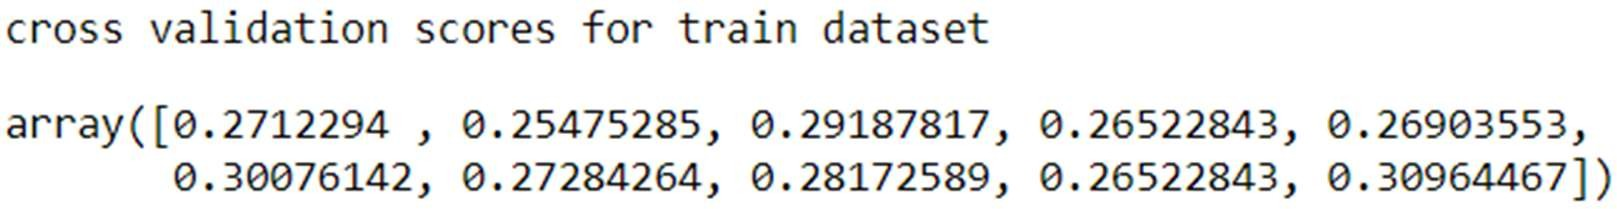 cross validation scores for train dataset
array([0.2712294 , 0.25475285, 0.29187817, 0.26522843, 0.26903553,
0.30076142, 0.27284264, 0.28172589, 0.26522843, 0.30964467])